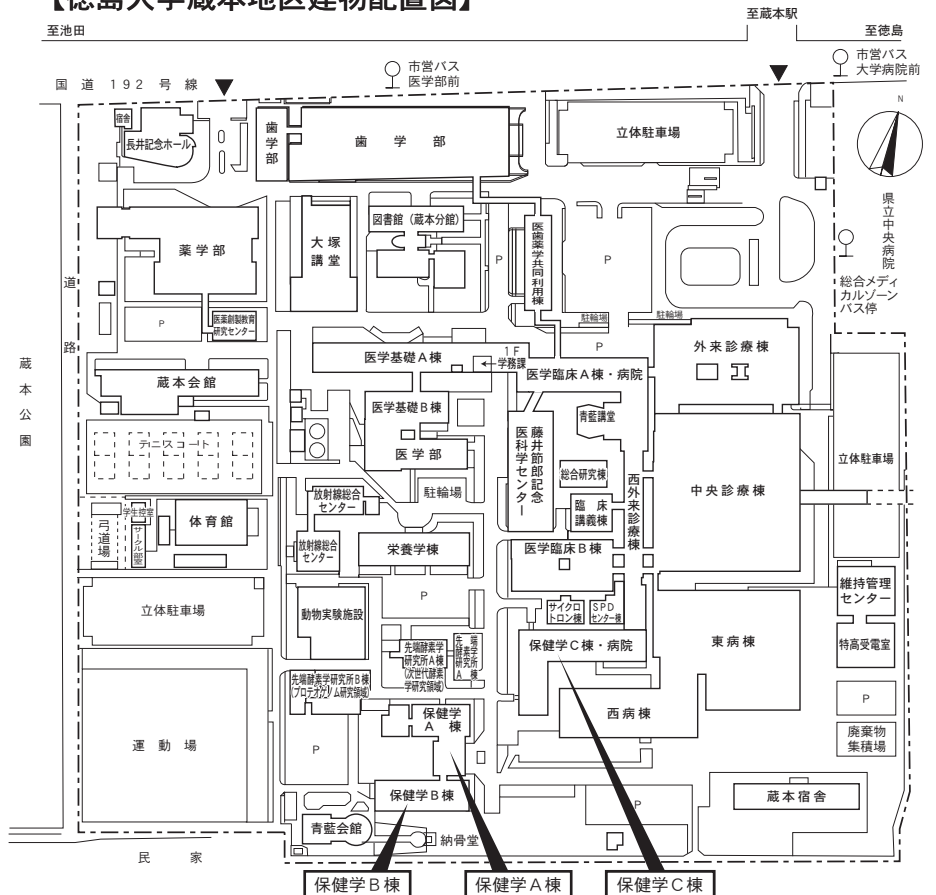 【徳島大学蔵本地区建物配置図】
至蔵本駅
至池田
至徳島
市営バス
医学部前
市営バス
大学病院前
国道192号線
N
宿舎
長井記念ホール
歯学部
歯学部
立体駐車場
県立中央病院
薬学部
大塚
講堂
図書館（蔵本分館）
P
医歯薬学共同利用棟
P
総合メディ
カルゾーン
バス停
道路
P
医薬創製教育
研究センター
駐輪場
駐輪場
P
外来診療棟
蔵本公園
蔵本会館
医学基礎A棟
1F
←学務課
医学臨床A棟・病院
医学基礎B棟
青藍講堂
テニスコート
医学部
藤井節郎記念
医科学センター
総合研究棟
西外来診療棟
中央診療棟
立体駐車場
駐輪場
放射線総合
センター
臨床
講義棟
学生控室
弓道場
サークル部室
体育館
放射線総合
センター
栄養学棟
医学臨床B棟
維持管理
センター
立体駐車場
動物実験施設
P
サイクロ
トロン棟
SPD
センター棟
東病棟
特高受電室
先端酵素学
研究所A棟
(次世代酵素
学研究領域)
先端酵素学研究所A棟
保健学C棟・病院
先端酵素学研究所B棟
(プロテオゲノム研究領域)
西病棟
P
運動場
保健学
A棟
P
廃棄物
集積場
保健学B棟
P
蔵本宿舎
青藍会館
納骨堂
民家
保健学B棟
保健学A棟
保健学C棟